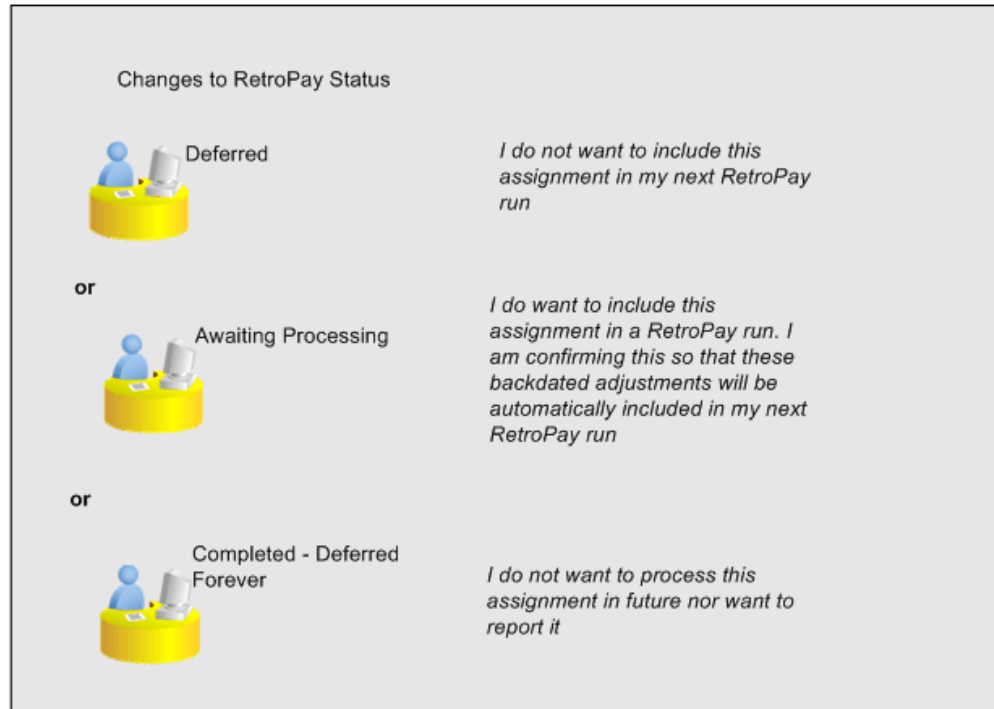 Changes to RetroPay Status
Deferred
I do not want to include this
assignment in my next RetroPay
run
or
Awaiting Processing
I do want to include this
assignment in a RetroPay run. I
am confirming this so that these
backdated adjustments will be
automatically included in my next
RetroPay run
or
Completed - Deferred
Forever
I do not want to process this
assignment in future nor want to
report it